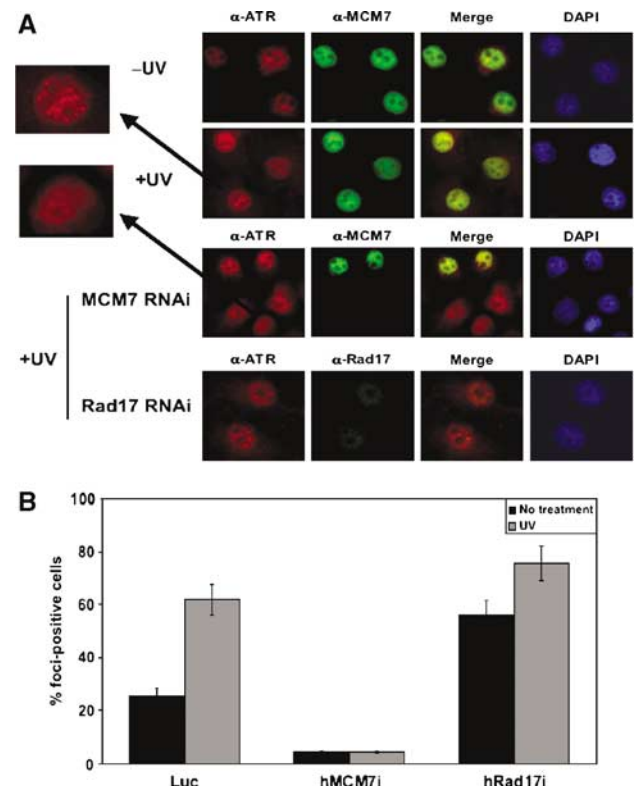 A
α-ATR α-MCM7 Merge DAPI
–UV
+UV
α-ATR α-MCM7 Merge DAPI
MCM7 RNAi
+UV
α-ATR α-Rad17 Merge DAPI
Rad17 RNAi
B
100
80
60
40
20
0
% foci-positive cells
No treatment
UV
Luc hMCM7i hRad17i